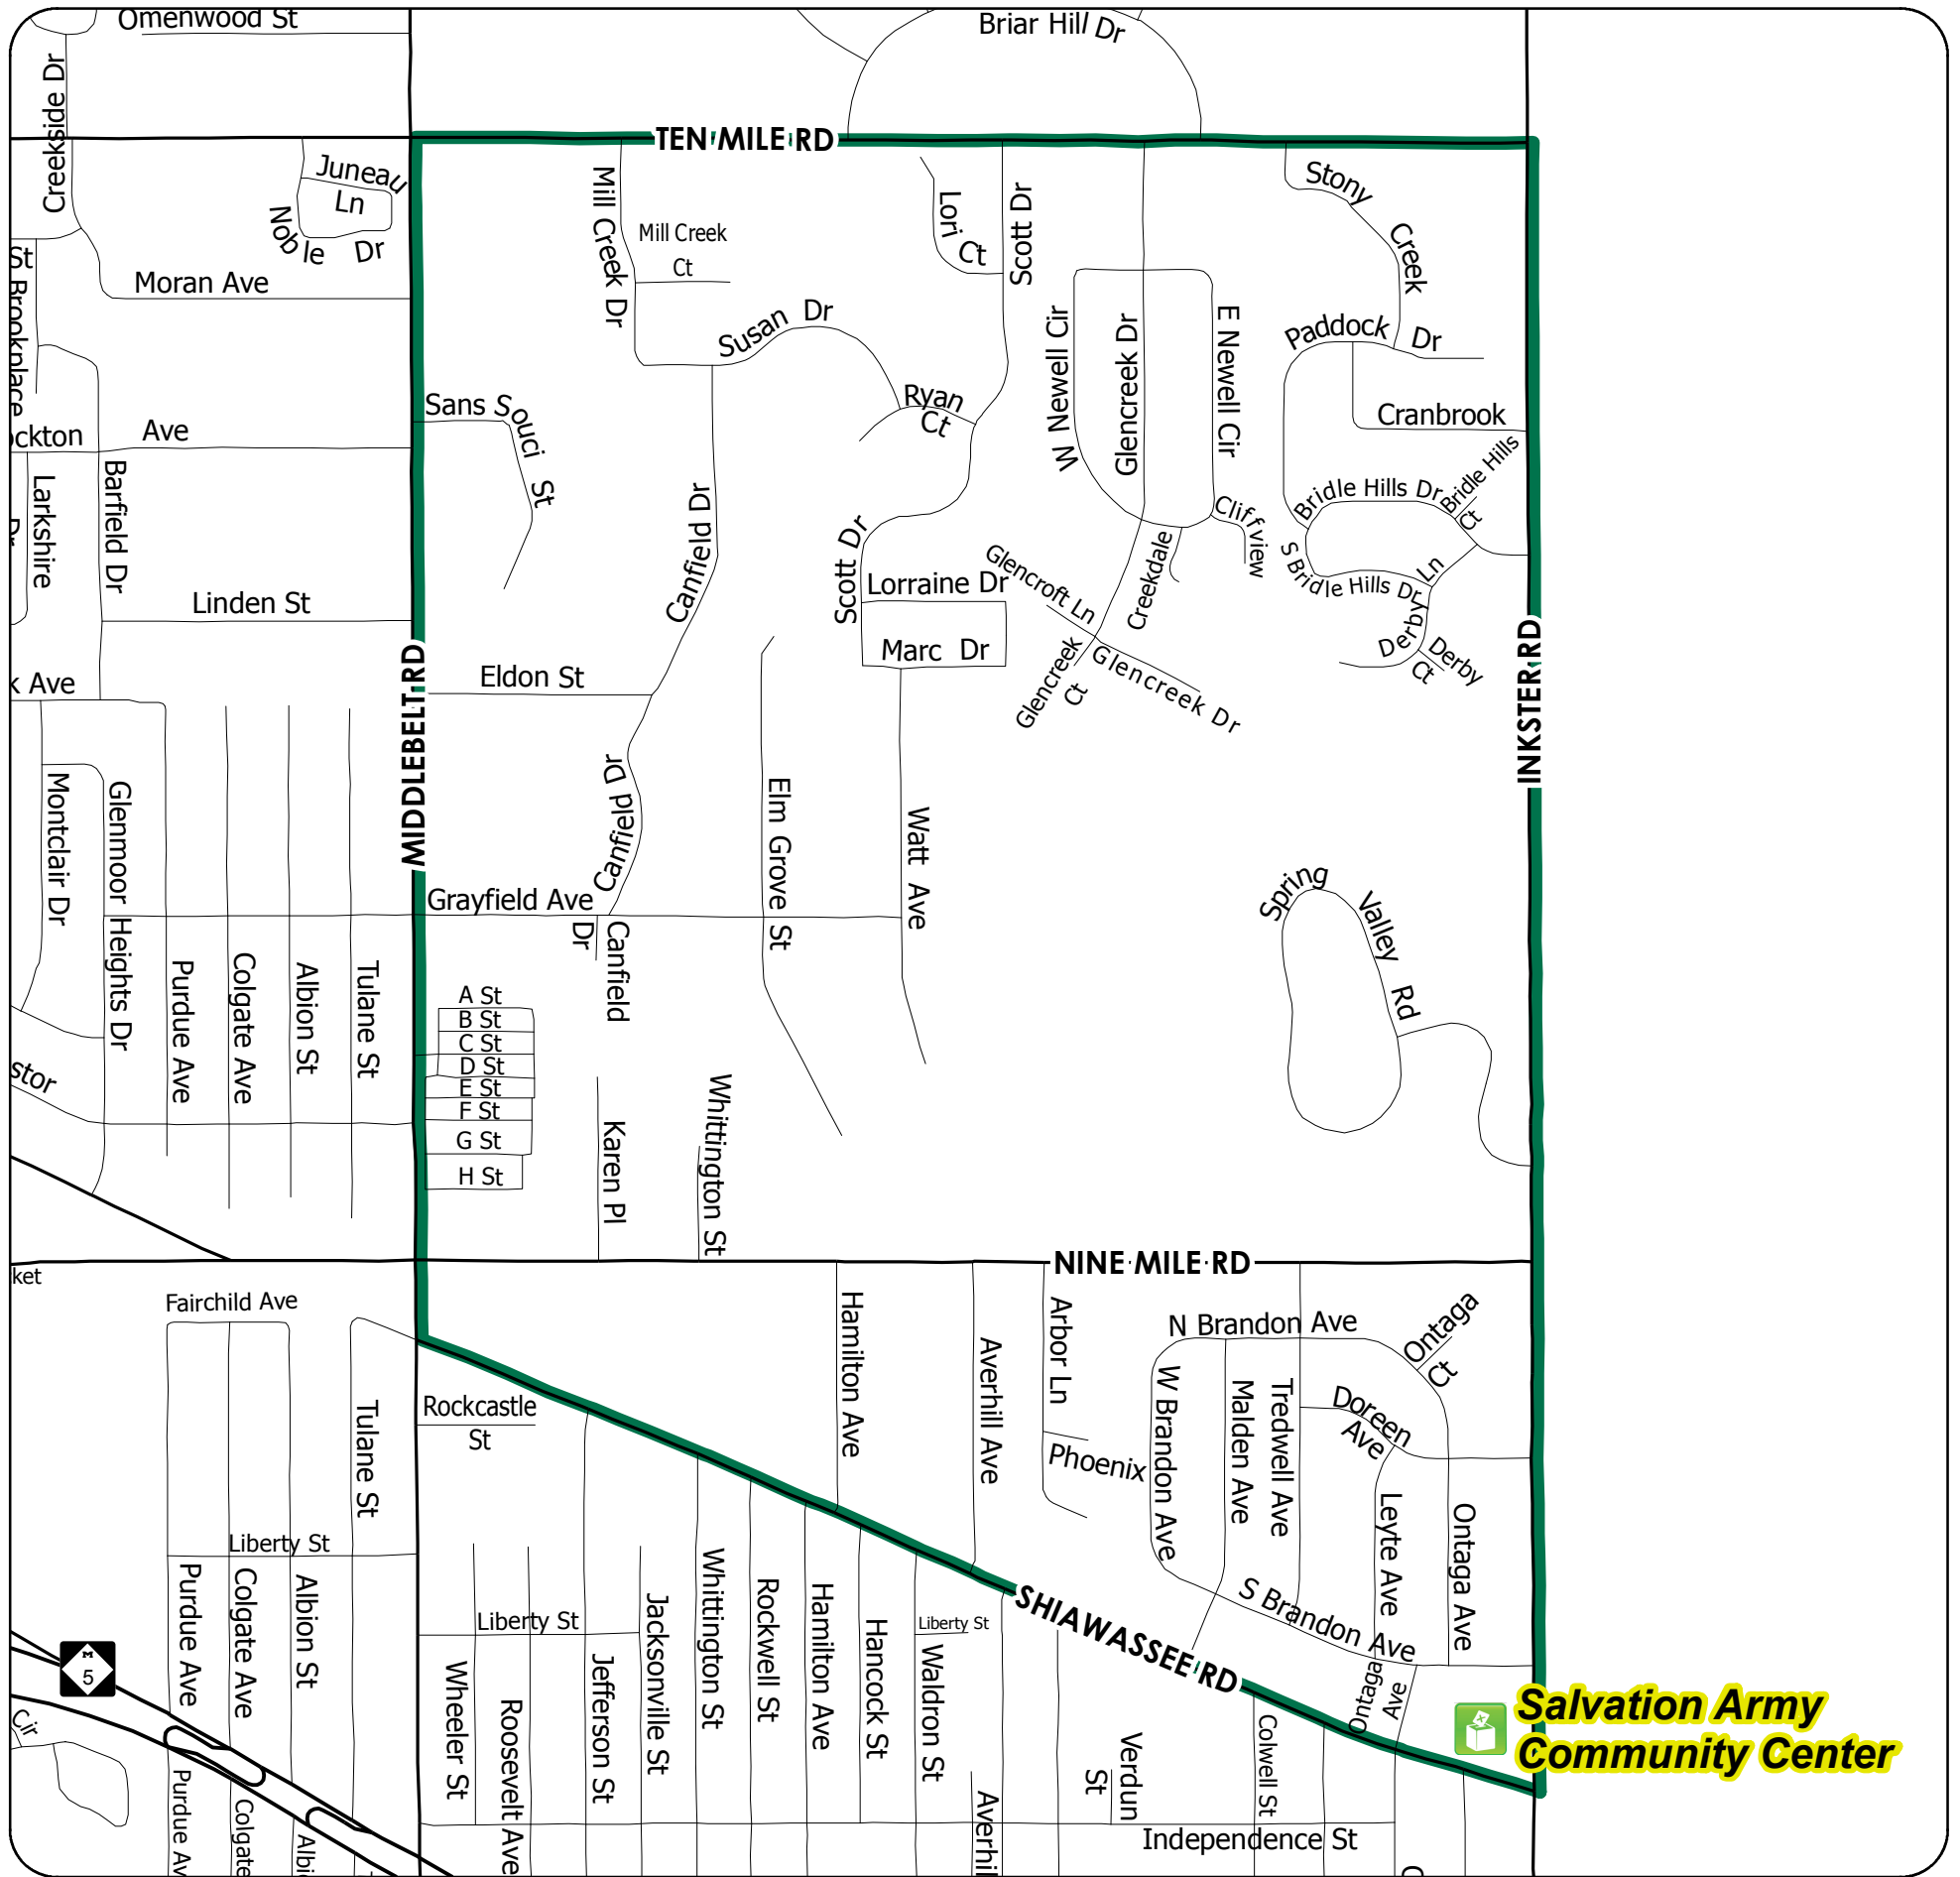 Omenwood St
Briar Hill Dr
Creekside Dr
TEN MILE RD
Juneau
Ln
Noble Dr
Moran Ave
St
Brookplace
Mill Creek Dr
Mill Creek
Ct
Lori Ct
Scott Dr
Stony
Creek
Susan Dr
W Newell Cir
Glencreek Dr
E Newell Cir
Paddock Dr
Cranbrook
Sans Souci St
Ryan
Ct
Ave
Larkshire
Dr
Barfield Dr
Canfield Dr
Scott Dr
Bridle Hills Dr
Bridle Hills
Ct
Cliffview
S Bridle Hills Dr
Ln
Derby
Derby
Ct
Linden St
Lorraine Dr
Marc Dr
Glencroft Ln
Creekdale
Glencreek
Ct
Glencreek Dr
Eldon St
Ave
MIDDLEBELT RD
INKSTER RD
Montclair Dr
Glenmoor Heights Dr
Canfield Dr
Elm Grove St
Watt Ave
Grayfield Ave
Canfield
Dr
Spring
Valley
Rd
Purdue Ave
Colgate Ave
Albion St
Tulane St
A St
B St
C St
D St
E St
F St
G St
H St
Karen Pl
Whittington St
NINE MILE RD
Fairchild Ave
Hamilton Ave
Averhill Ave
Arbor Ln
Phoenix
N Brandon Ave
W Brandon Ave
Malden Ave
Tredwell Ave
Ontaga
Ct
Doreen
Ave
Leyte Ave
Ontaga Ave
S Brandon Ave
Ontaga
Ave
Rockcastle
St
Tulane St
Liberty St
Purdue Ave
Colgate Ave
Albion St
SHIAWASSEE RD
Liberty St
Liberty St
Wheeler St
Roosevelt Ave
Jefferson St
Jacksonville St
Whittington St
Rockwell St
Hamilton Ave
Hancock St
Waldron St
Verdun
St
Colwell St
Independence St
M
5
Cir
Purdue Av
Colgate
Salvation Army
Community Center